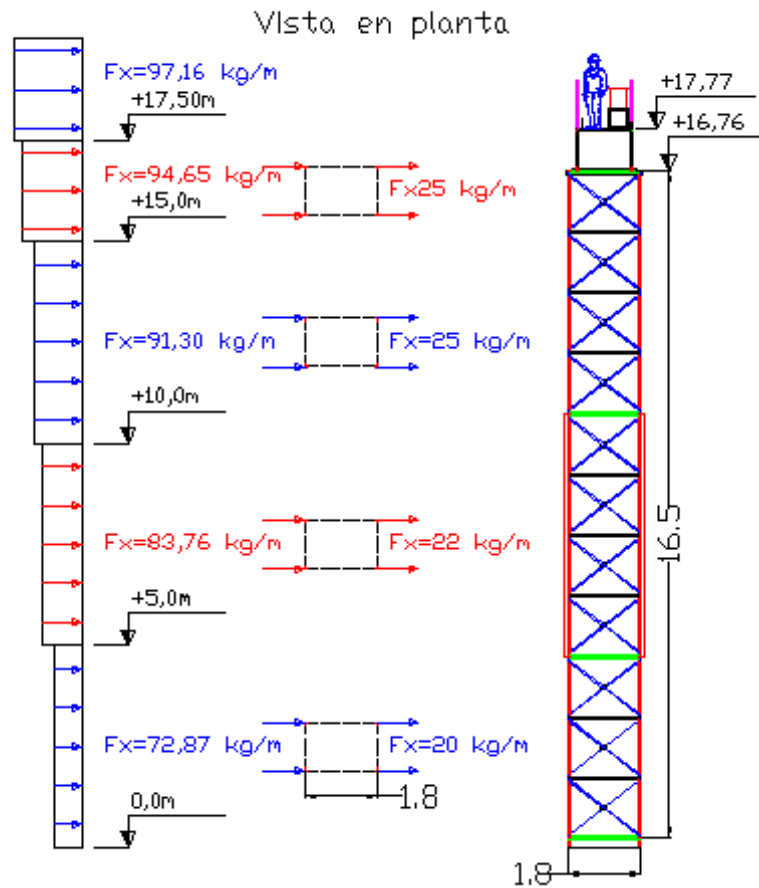 Vista en planta
Fx=97,16 kg/m
+17,50m
+17,77
+16,76
Fx=94,65 kg/m
Fx25 kg/m
+15,0m
Fx=91,30 kg/m
Fx=25 kg/m
+10,0m
Fx=83,76 kg/m
Fx=22 kg/m
16.5
+5,0m
Fx=72,87 kg/m
Fx=20 kg/m
0,0m
1.8
1.8